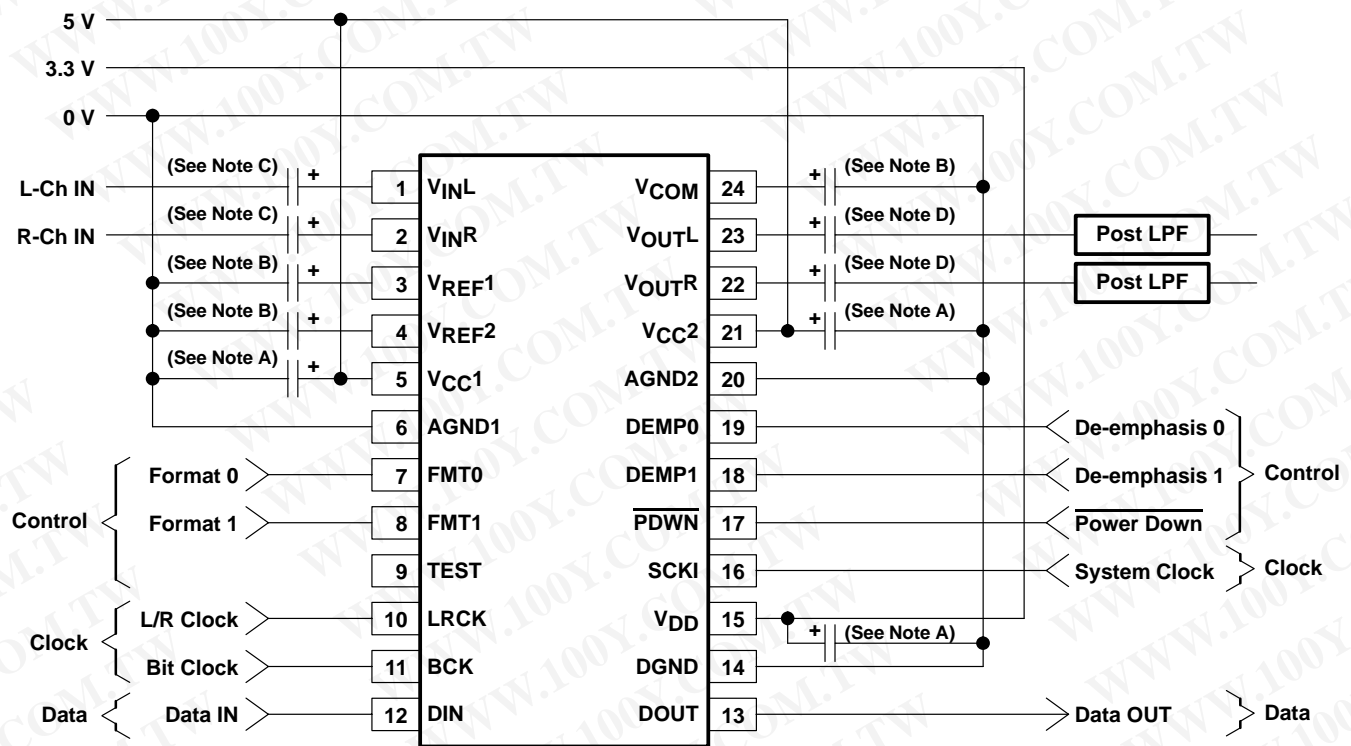 5 V
3.3 V
0 V
L-Ch IN (See Note C) + 1 VINL VCOM 24 + (See Note B)
R-Ch IN (See Note C) + 2 VINR VOUTL 23 + (See Note D) Post LPF
(See Note B) + 3 VREF1 VOUTR 22 + (See Note D) Post LPF
(See Note B) + 4 VREF2 VCC2 21 + (See Note A)
(See Note A) + 5 VCC1 AGND2 20
6 AGND1 DEMP0 19 De-emphasis 0
Control Format 0 7 FMT0 DEMP1 18 De-emphasis 1 Control
Format 1 8 FMT1 PDWN 17 Power Down
9 TEST SCKI 16 System Clock Clock
Clock L/R Clock 10 LRCK VDD 15 + (See Note A)
Bit Clock 11 BCK DGND 14
Data Data IN 12 DIN DOUT 13 Data OUT Data
WWW.100Y.COM.TW